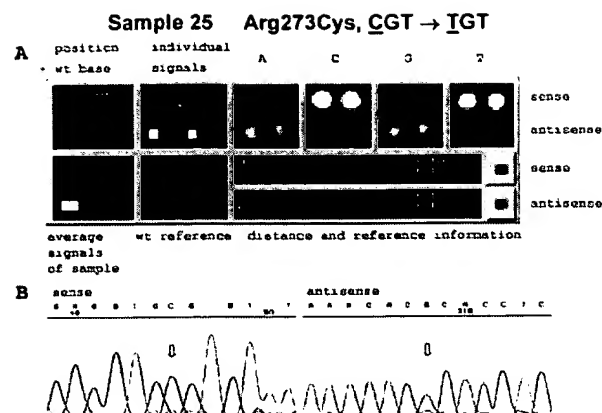 Sample 25 Arg273Cys, CGT → TGT
A
position individual A C G T
wt base signals
sense
antisense
sense
antisense
average wt reference distance and reference information
signals
of sample
B
sense antisense